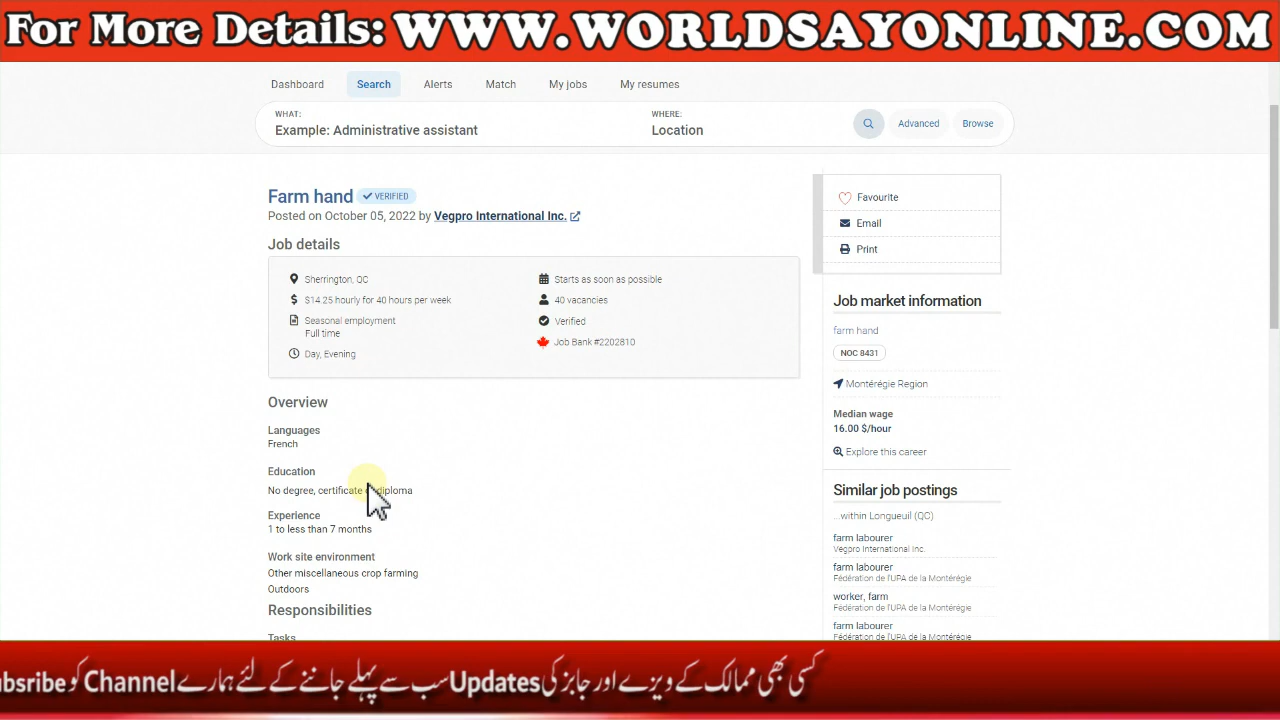 For More Details: WWW.WORLDSAYONLINE.COM
Dashboard Search Alerts Match My jobs My resumes
WHAT: WHERE:
Example: Administrative assistant Location Advanced Browse
Farm hand VERIFIED
Posted on October 05, 2022 by Vegpro International Inc.
Job details
Sherrington, QC
$14.25 hourly for 40 hours per week
Seasonal employment
Full time
Day, Evening
Starts as soon as possible
40 vacancies
Verified
Job Bank #2202810
Overview
Languages
French
Education
No degree, certificate diploma
Experience
1 to less than 7 months
Work site environment
Other miscellaneous crop farming
Outdoors
Responsibilities
Tasks
Favourite
Email
Print
Job market information
farm hand
NOC 8431
Montérégie Region
Median wage
16.00 $/hour
Explore this career
Similar job postings
...within Longueuil (QC)
farm labourer
Vegpro International Inc.
farm labourer
Fédération de l'UPA de la Montérégie
worker, farm
Fédération de l'UPA de la Montérégie
farm labourer
Fédération de l'UPA de la Montérégie
کسی بھی ممالک کے ویزے اور جابز کی Updates سب سے پہلے جاننے کے لئے ہمارے Channel کو ubscribe